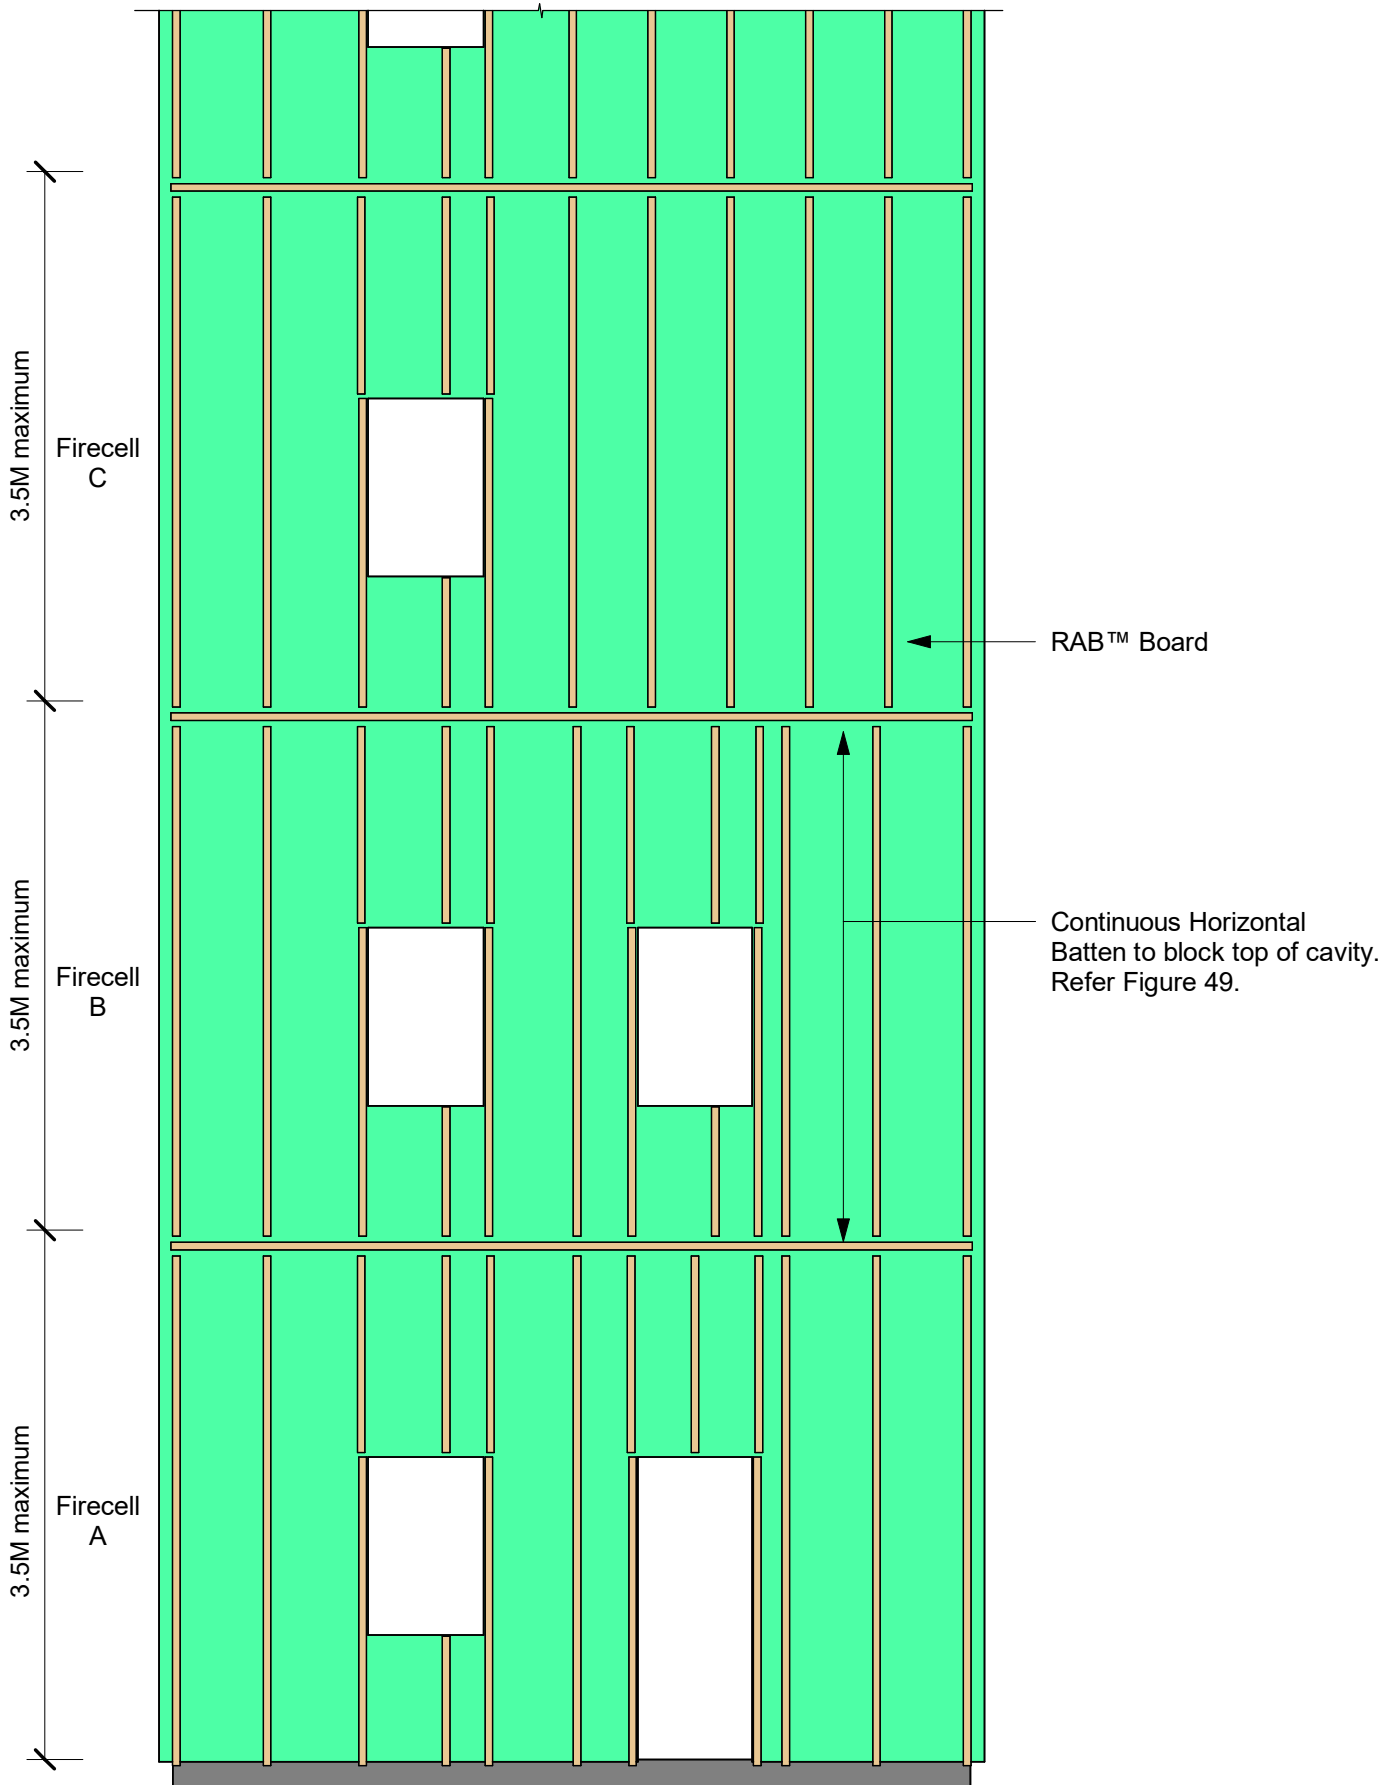 3.5M maximum
Firecell
C
RAB™ Board
3.5M maximum
Firecell
B
Continuous Horizontal
Batten to block top of cavity.
Refer Figure 49.
3.5M maximum
Firecell
A